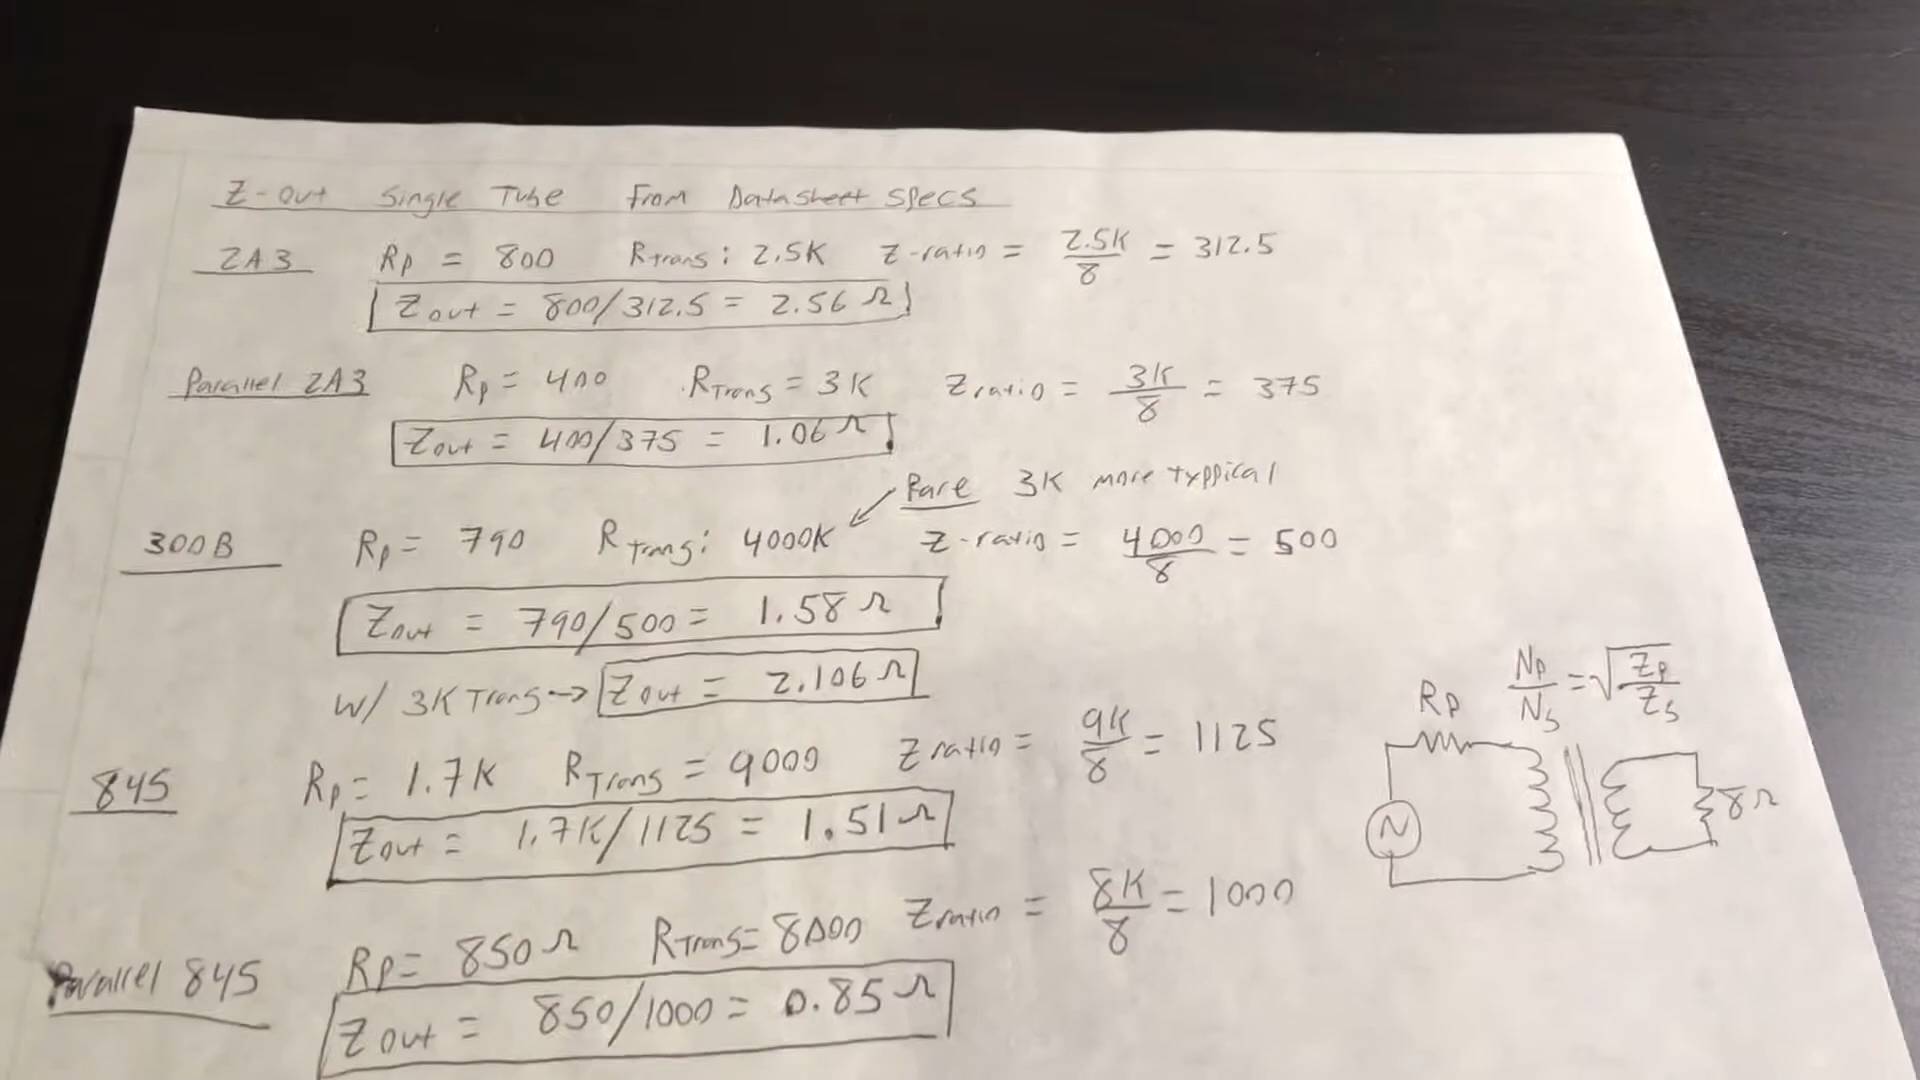 Z-Out Single Tube From Datasheet Specs
2A3 Rp = 800 Rtrans: 2.5K Z-ratio = 2.5K/8 = 312.5
Zout = 800/312.5 = 2.56 Ω
Parallel 2A3 Rp = 400 RTrans = 3K Zratio = 3K/8 = 375
Zout = 400/375 = 1.06 Ω
Rare 3K more typpical
300B Rp = 790 RTrans: 4000K Z-ratio = 4000/8 = 500
Zout = 790/500 = 1.58 Ω
W/ 3K Trans → Zout = 2.106 Ω
845 Rp = 1.7K RTrans = 9000 Zratio = 9K/8 = 1125
Zout = 1.7K/1125 = 1.51 Ω
Parallel 845 Rp = 850 Ω RTrans = 8000 Zratio = 8K/8 = 1000
Zout = 850/1000 = 0.85 Ω
Np/Ns = √Zp/Zs
Rp
8 Ω